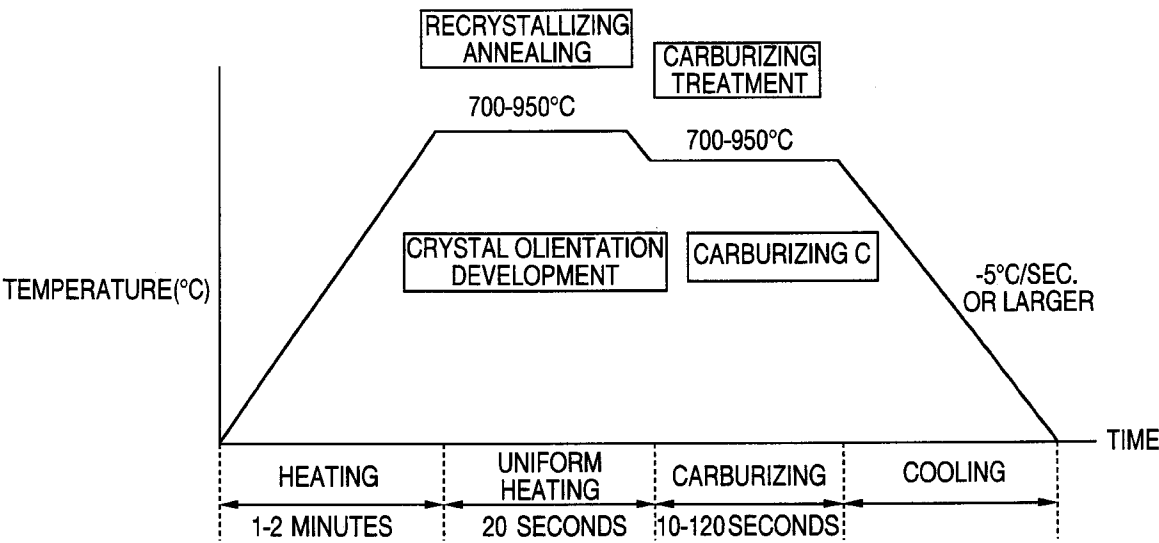 RECRYSTALLIZING
ANNEALING
CARBURIZING
TREATMENT
700-950°C
700-950°C
CRYSTAL OLIENTATION
DEVELOPMENT
CARBURIZING C
TEMPERATURE(°C)
-5°C/SEC.
OR LARGER
TIME
HEATING
UNIFORM
HEATING
CARBURIZING
COOLING
1-2 MINUTES
20 SECONDS
10-120 SECONDS